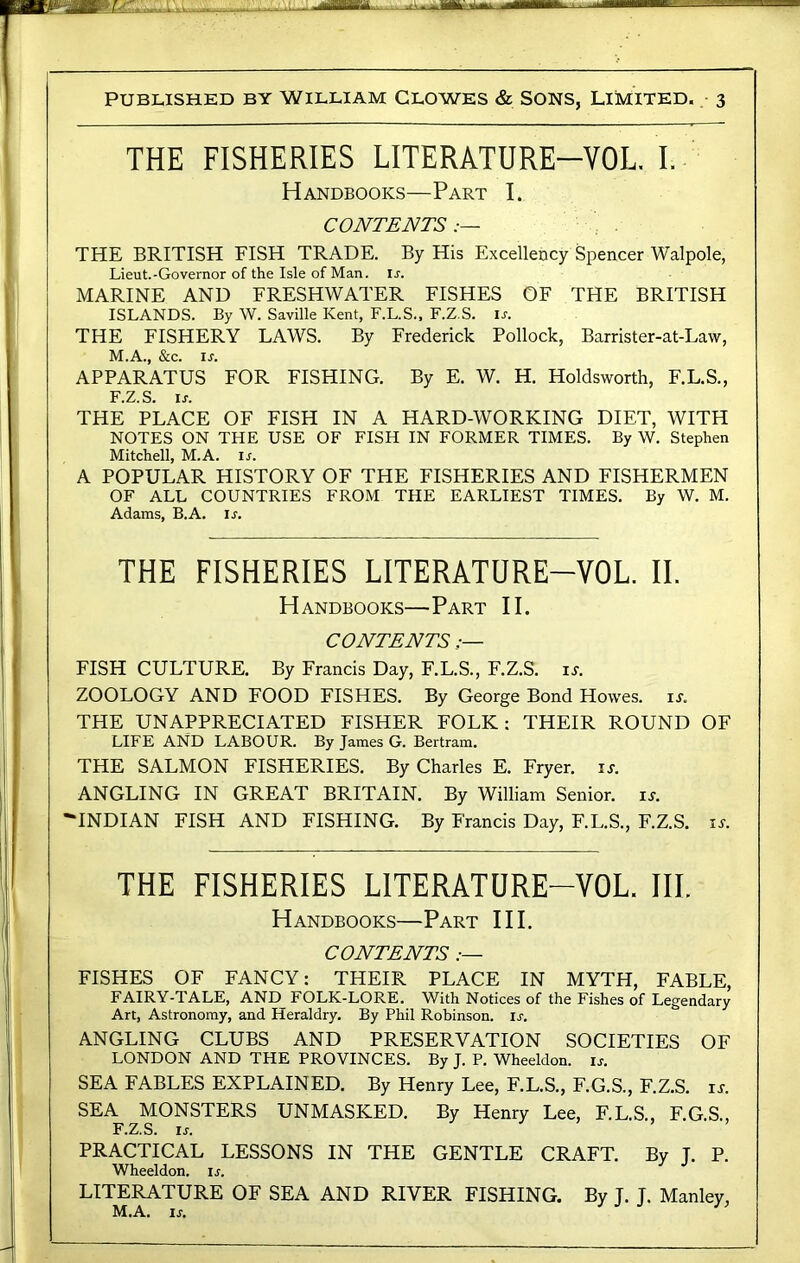 PUBLISHED BY WILLIAM CLOWES & SONS, LIMITED. 3
THE FISHERIES LITERATURE—VOL. I.
HANDBOOKS—PART I.
CONTENTS :—
THE BRITISH FISH TRADE. By His Excellency Spencer Walpole,
Lieut.-Governor of the Isle of Man. 1s.
MARINE AND FRESHWATER FISHES OF THE BRITISH
ISLANDS. By W. Saville Kent, F.L.S., F.Z.S. 1s.
THE FISHERY LAWS. By Frederick Pollock, Barrister-at-Law,
M.A., &c. 1s.
APPARATUS FOR FISHING. By E. W. H. Holdsworth, F.L.S.,
F.Z.S. 1s.
THE PLACE OF FISH IN A HARD-WORKING DIET, WITH
NOTES ON THE USE OF FISH IN FORMER TIMES. By W. Stephen
Mitchell, M.A. 1s.
A POPULAR HISTORY OF THE FISHERIES AND FISHERMEN
OF ALL COUNTRIES FROM THE EARLIEST TIMES. By W. M.
Adams, B.A. 1s.
THE FISHERIES LITERATURE—VOL. II.
HANDBOOKS—PART II.
CONTENTS :—
FISH CULTURE. By Francis Day, F.L.S., F.Z.S. 1s.
ZOOLOGY AND FOOD FISHES. By George Bond Howes. 1s.
THE UNAPPRECIATED FISHER FOLK: THEIR ROUND OF
LIFE AND LABOUR. By James G. Bertram.
THE SALMON FISHERIES. By Charles E. Fryer. 1s.
ANGLING IN GREAT BRITAIN. By William Senior. 1s.
INDIAN FISH AND FISHING. By Francis Day, F.L.S., F.Z.S. 1s.
THE FISHERIES LITERATURE—VOL. III.
HANDBOOKS—PART III.
CONTENTS :—
FISHES OF FANCY: THEIR PLACE IN MYTH, FABLE,
FAIRY-TALE, AND FOLK-LORE. With Notices of the Fishes of Legendary
Art, Astronomy, and Heraldry. By Phil Robinson. 1s.
ANGLING CLUBS AND PRESERVATION SOCIETIES OF
LONDON AND THE PROVINCES. By J. P. Wheeldon. 1s.
SEA FABLES EXPLAINED. By Henry Lee, F.L.S., F.G.S., F.Z.S. 1s.
SEA MONSTERS UNMASKED. By Henry Lee, F.L.S., F.G.S.,
F.Z.S. 1s.
PRACTICAL LESSONS IN THE GENTLE CRAFT. By J. P.
Wheeldon. 1s.
LITERATURE OF SEA AND RIVER FISHING. By J. J. Manley,
M.A. 1s.